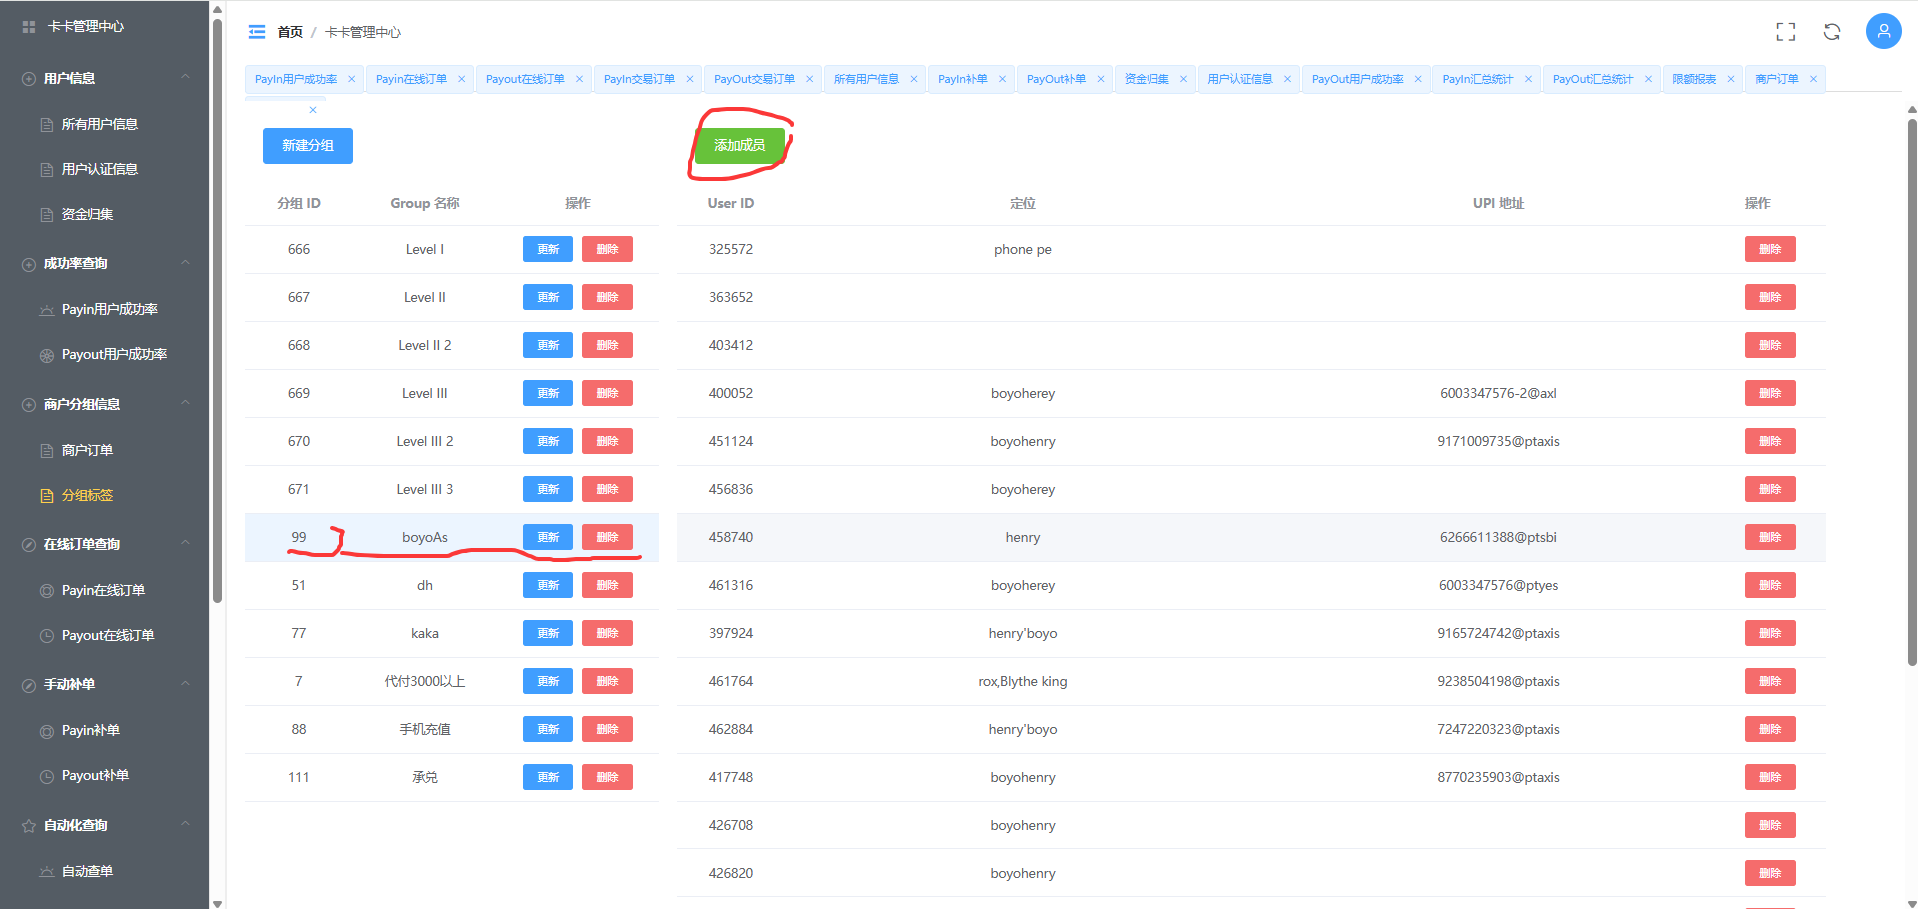 卡卡管理中心
用户信息
所有用户信息
用户认证信息
资金归集
成功率查询
Payin用户成功率
Payout用户成功率
商户分组信息
商户订单
分组标签
在线订单查询
Payin在线订单
Payout在线订单
手动补单
Payin补单
Payout补单
自动化查询
自动查单
首页 / 卡卡管理中心
PayIn用户成功率 × Payin在线订单 × Payout在线订单 × PayIn交易订单 × PayOut交易订单 × 所有用户信息 × PayIn补单 × PayOut补单 × 资金归集 × 用户认证信息 × PayOut用户成功率 × PayIn汇总统计 × PayOut汇总统计 × 限额报表 × 商户订单 ×
×
新建分组
分组 ID Group 名称 操作
666 Level I 更新 删除
667 Level II 更新 删除
668 Level II 2 更新 删除
669 Level III 更新 删除
670 Level III 2 更新 删除
671 Level III 3 更新 删除
99 boyoAs 更新 删除
51 dh 更新 删除
77 kaka 更新 删除
7 代付3000以上 更新 删除
88 手机充值 更新 删除
111 承兑 更新 删除
添加成员
User ID 定位 UPI 地址 操作
325572 phone pe 删除
363652 删除
403412 删除
400052 boyoherey 6003347576-2@axl 删除
451124 boyohenry 9171009735@ptaxis 删除
456836 boyoherey 删除
458740 henry 6266611388@ptsbi 删除
461316 boyoherey 6003347576@ptyes 删除
397924 henry'boyo 9165724742@ptaxis 删除
461764 rox,Blythe king 9238504198@ptaxis 删除
462884 henry'boyo 7247220323@ptaxis 删除
417748 boyohenry 8770235903@ptaxis 删除
426708 boyohenry 删除
426820 boyohenry 删除